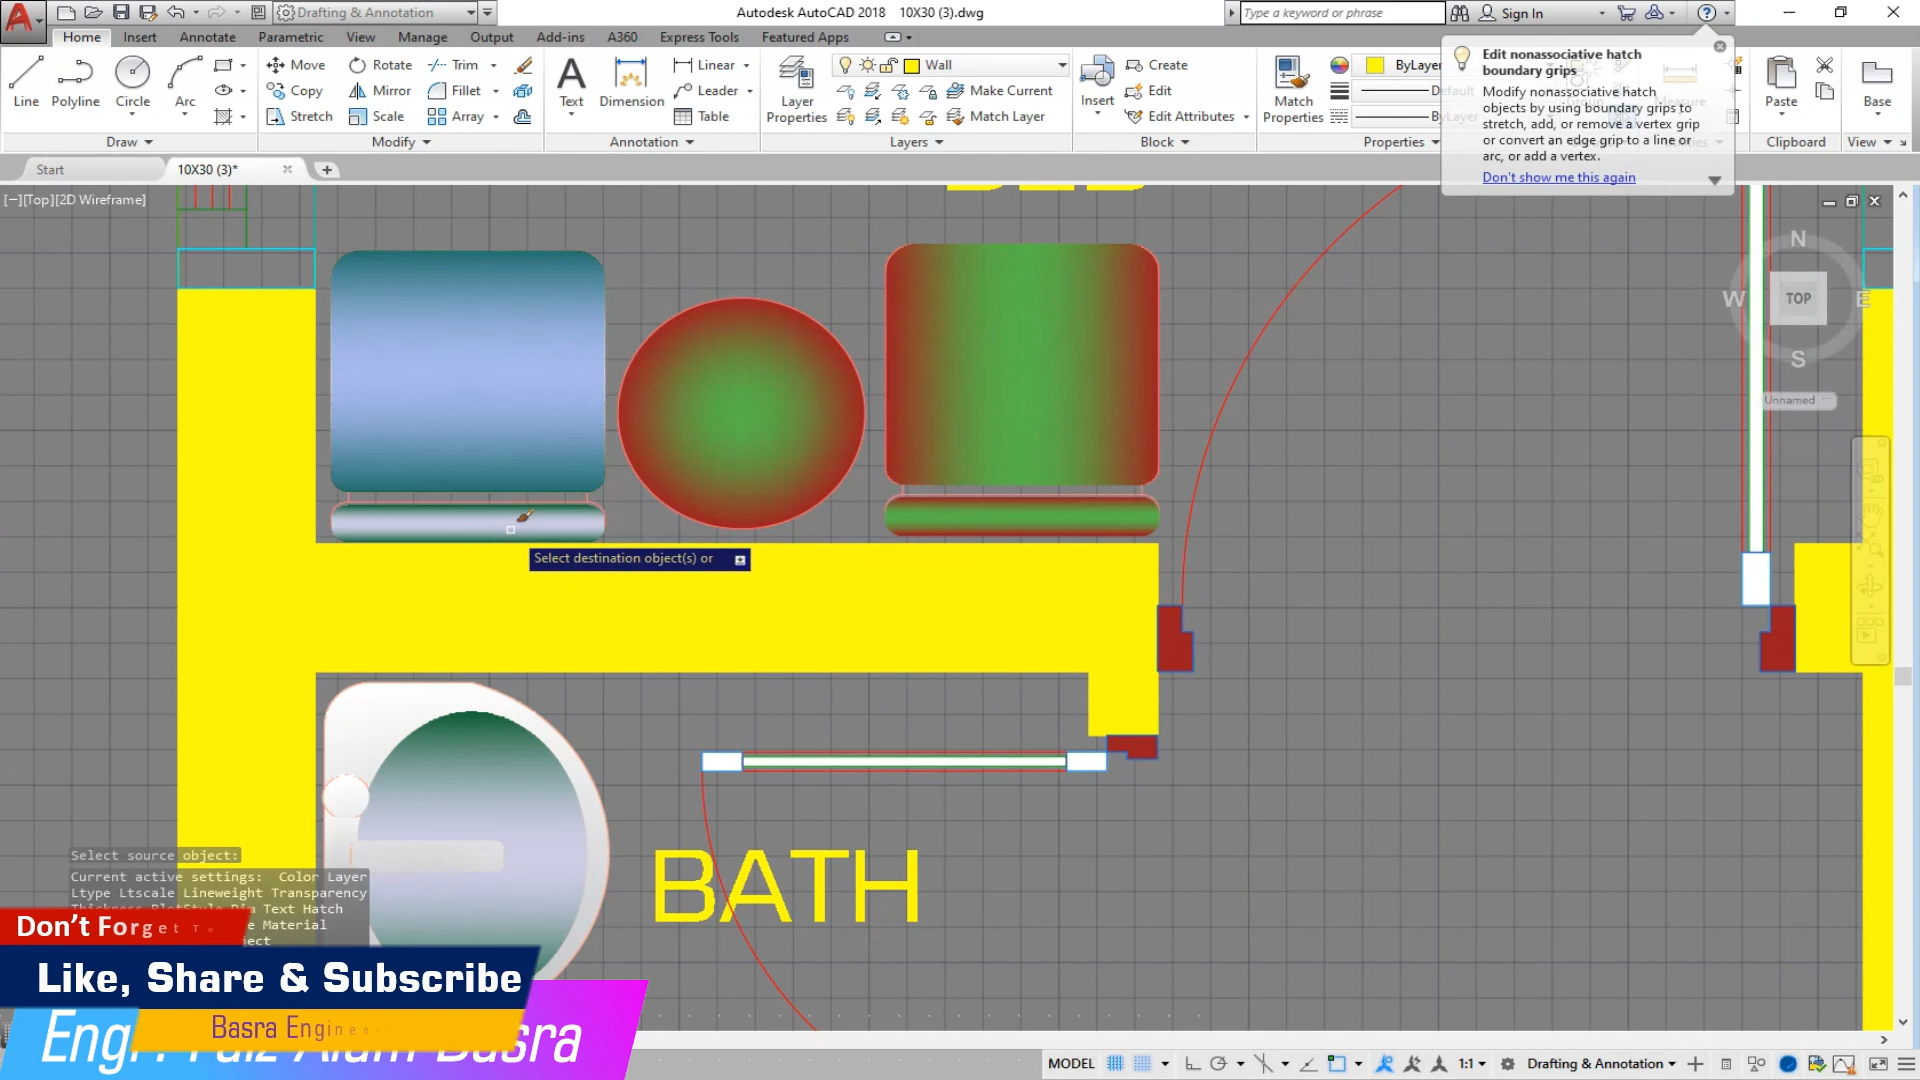 Drafting & Annotation
Autodesk AutoCAD 2018 10X30 (3).dwg
Type a keyword or phrase
Sign In
Home Insert Annotate Parametric View Manage Output Add-ins A360 Express Tools Featured Apps
Line Polyline Circle Arc
Move Rotate Trim
Copy Mirror Fillet
Stretch Scale Array
Text Dimension
Linear
Leader
Table
Layer Properties
Wall
Make Current
Match Layer
Insert
Create
Edit
Edit Attributes
Match Properties
ByLayer
Paste
Base
Draw Modify Annotation Layers Block Properties Clipboard View
Edit nonassociative hatch
boundary grips
Modify nonassociative hatch
objects by using boundary grips to
stretch, add, or remove a vertex grip
or convert an edge grip to a line or
arc, or add a vertex.
Don't show me this again
Start 10X30 (3)*
[−][Top][2D Wireframe]
N
W TOP E
S
Unnamed
Select destination object(s) or
BATH
Select source object:
Current active settings: Color Layer
Ltype Ltscale Lineweight Transparency
Text Hatch
Material
Don't Forget To
Like, Share & Subscribe
Basra Engine
Basra
MODEL 1:1 Drafting & Annotation